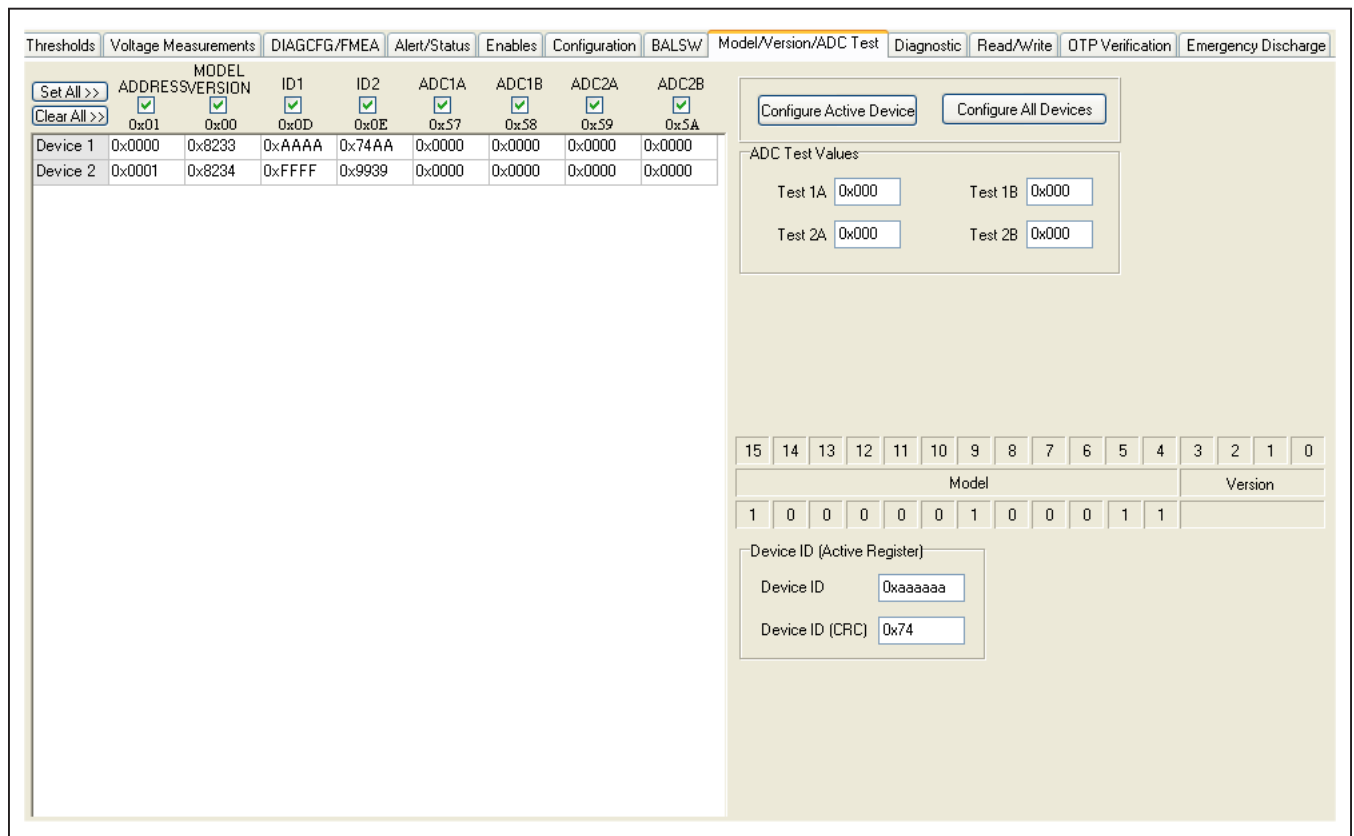 Thresholds Voltage Measurements DIAGCFG/FMEA Alert/Status Enables Configuration BALSW Model/Version/ADC Test Diagnostic Read/Write OTP Verification Emergency Discharge
Set All >>
Clear All >>
ADDRESS MODEL VERSION ID1 ID2 ADC1A ADC1B ADC2A ADC2B
0x01 0x00 0x0D 0x0E 0x57 0x58 0x59 0x5A
Device 1 0x0000 0x8233 0xAAAA 0x74AA 0x0000 0x0000 0x0000 0x0000
Device 2 0x0001 0x8234 0xFFFF 0x9939 0x0000 0x0000 0x0000 0x0000
Configure Active Device Configure All Devices
ADC Test Values
Test 1A 0x000 Test 1B 0x000
Test 2A 0x000 Test 2B 0x000
15 14 13 12 11 10 9 8 7 6 5 4 3 2 1 0
Model Version
1 0 0 0 0 0 1 0 0 0 1 1
Device ID (Active Register)
Device ID 0xaaaaaa
Device ID (CRC) 0x74